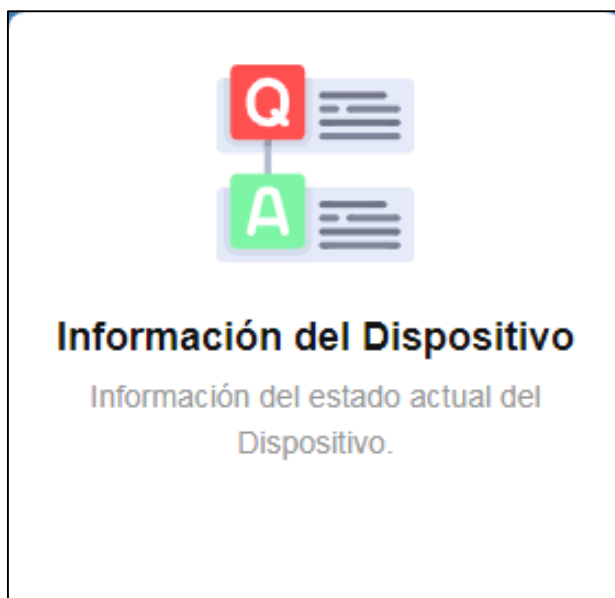 Q
A
Información del Dispositivo
Información del estado actual del
Dispositivo.